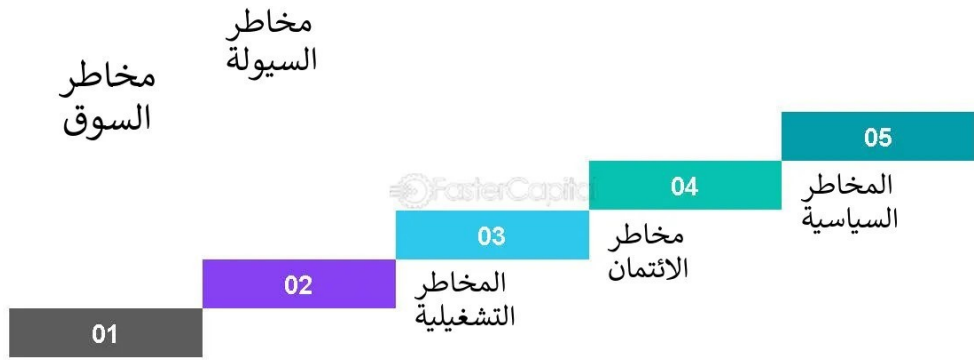 مخاطر
السوق
01
مخاطر
السيولة
02
03
المخاطر
التشغيلية
04
مخاطر
الائتمان
05
المخاطر
السياسية
FasterCapital